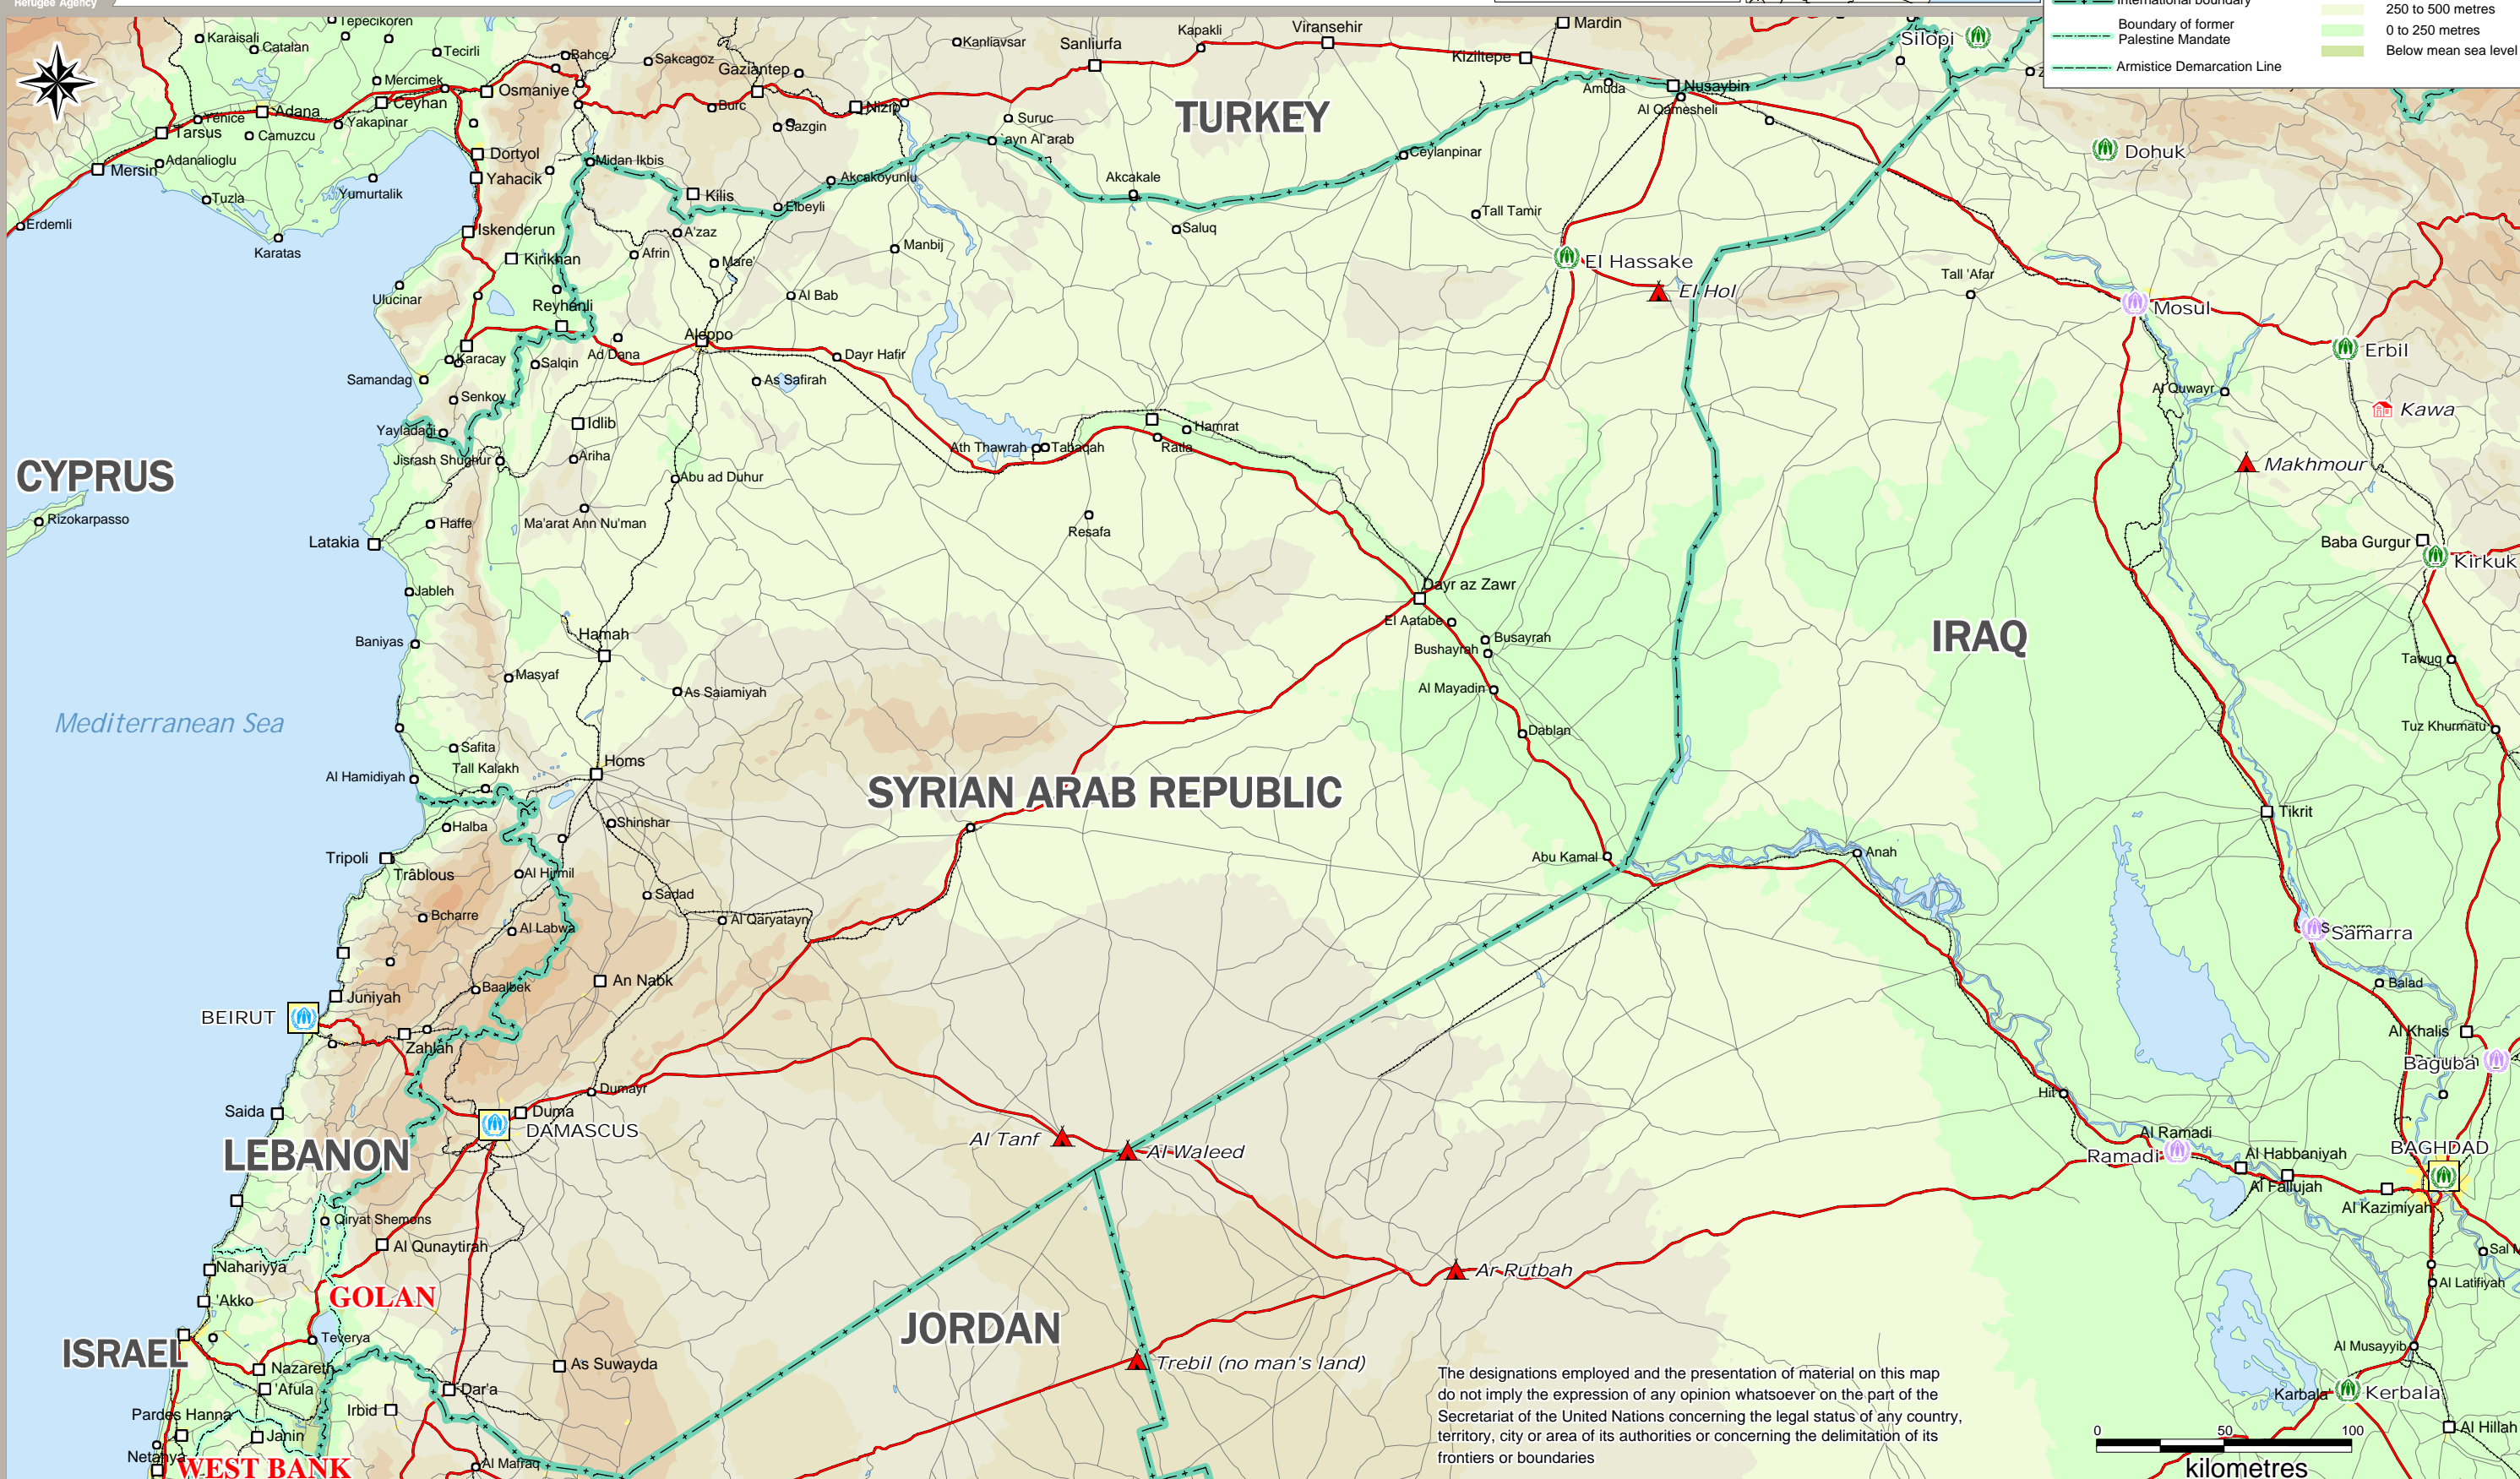 Refugee Agency
International boundary
Boundary of former
Palestine Mandate
Armistice Demarcation Line
250 to 500 metres
0 to 250 metres
Below mean sea level
Tepecikoren
Karaisali
Catalan
Tecirli
Bahce
Sakcagoz
Gaziantep
Kanliavsar
Sanliurfa
Kapakli
Viransehir
Mardin
Kiziltepe
Silopi
Mercimek
Osmaniye
Ceyhan
Burc
Nizip
Amuda
Nusaybin
Al Qamesheli
Adana
Yenice
Tarsus
Camuzcu
Yakapinar
Sazgin
Suruc
TURKEY
'ayn Al'arab
Ceylanpinar
Dohuk
Mersin
Adanalioglu
Dortyol
Yahacik
Midan Ikbis
Akcakoyunlu
Akcakale
Tuzla
Yumurtalik
Kilis
Elbeyli
Tall Tamir
Erdemli
Karatas
Iskenderun
A'zaz
Saluq
Kirikhan
Afrin
Mare'
Manbij
El Hassake
El Hol
Tall 'Afar
Mosul
Ulucinar
Reyhanli
Al Bab
Aleppo
Erbil
Karacay
Salqin
Ad Dana
Dayr Hafir
Samandag
As Safirah
Al Quwayr
Senkoy
Kawa
Yayladagi
Idlib
Hamrat
Jisrash Shughur
Ariha
Ath Thawrah
Tabaqah
Ratla
Makhmour
CYPRUS
Abu ad Duhur
Rizokarpasso
Haffe
Ma'arat Ann Nu'man
Resafa
Latakia
Baba Gurgur
Kirkuk
Jableh
Dayr az Zawr
El Aatabe
Baniyas
Hamah
Busayrah
Bushayrah
IRAQ
Tawuq
Masyaf
As Saiamiyah
Al Mayadin
Mediterranean Sea
Dablan
Tuz Khurmatu
Safita
Tall Kalakh
Homs
Al Hamidiyah
SYRIAN ARAB REPUBLIC
Halba
Shinshar
Tikrit
Tripoli
Trâblous
Abu Kamal
Anah
Al Hirmil
Sadad
Bcharre
Al Labwa
Al Qaryatayn
Samarra
Baalbek
An Nabk
Balad
Juniyah
BEIRUT
Zahlah
Al Khalis
Baguba
Dumayr
Hit
Saida
Duma
DAMASCUS
Al Tanf
Al Waleed
LEBANON
Al Ramadi
Ramadi
Al Habbaniyah
BAGHDAD
Al Fallujah
Al Kazimiyah
Qiryat Shemons
Al Qunaytirah
Sal M
Nahariyya
Ar Rutbah
Al Latifiyah
'Akko
GOLAN
JORDAN
ISRAEL
Teverya
Al Musayyib
Nazareth
As Suwayda
Trebil (no man's land)
'Afula
Dar'a
Karbala'
Kerbala
Pardes Hanna
Irbid
Janin
Al Hillah
Netanya
WEST BANK
Al Mafraq
The designations employed and the presentation of material on this map
do not imply the expression of any opinion whatsoever on the part of the
Secretariat of the United Nations concerning the legal status of any country,
territory, city or area of its authorities or concerning the delimitation of its
frontiers or boundaries
0 50 100
kilometres